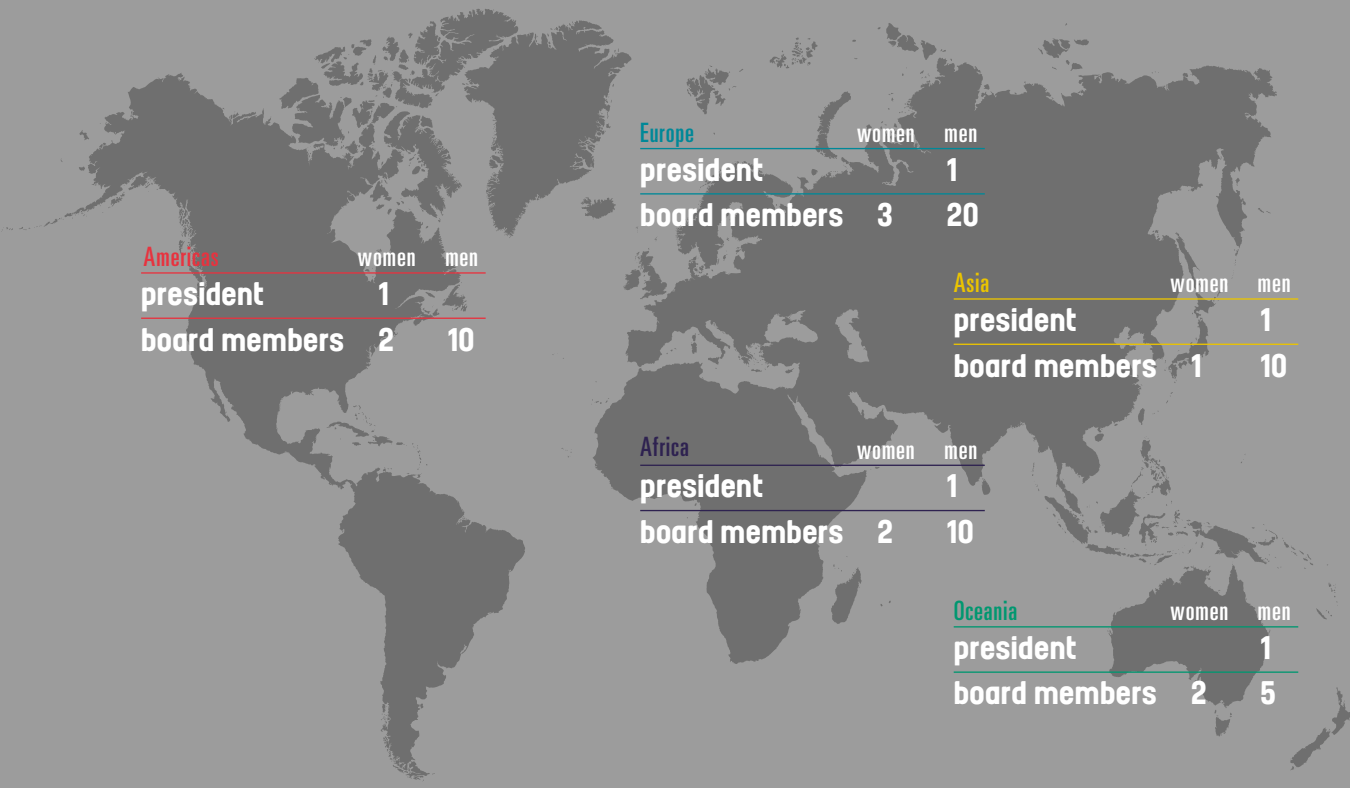 Europe women men
president 1
board members 3 20
Americas women men
president 1
board members 2 10
Asia women men
president 1
board members 1 10
Africa women men
president 1
board members 2 10
Oceania women men
president 1
board members 2 5